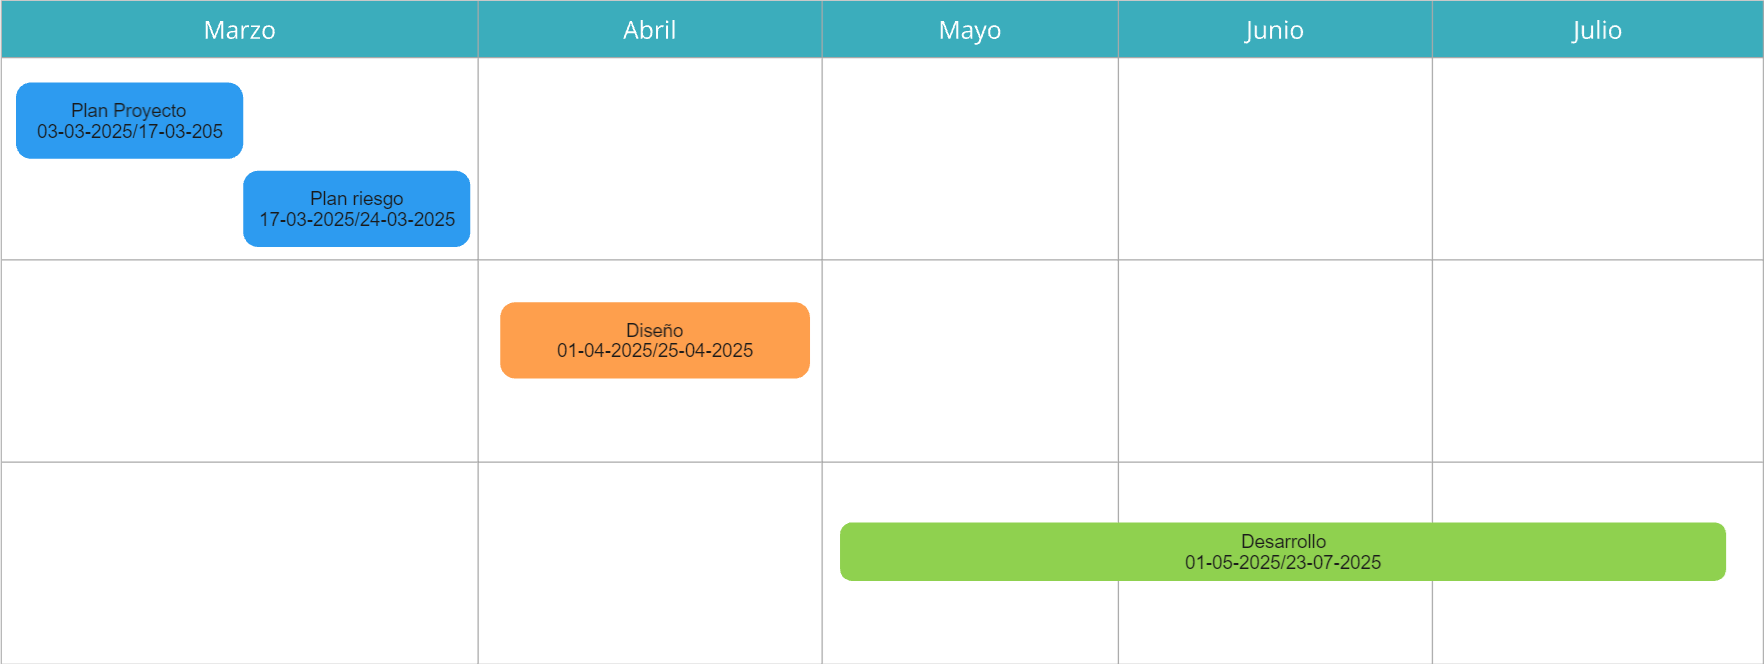 Marzo
Abril
Mayo
Junio
Julio
Plan Proyecto
03-03-2025/17-03-205
Plan riesgo
17-03-2025/24-03-2025
Diseño
01-04-2025/25-04-2025
Desarrollo
01-05-2025/23-07-2025